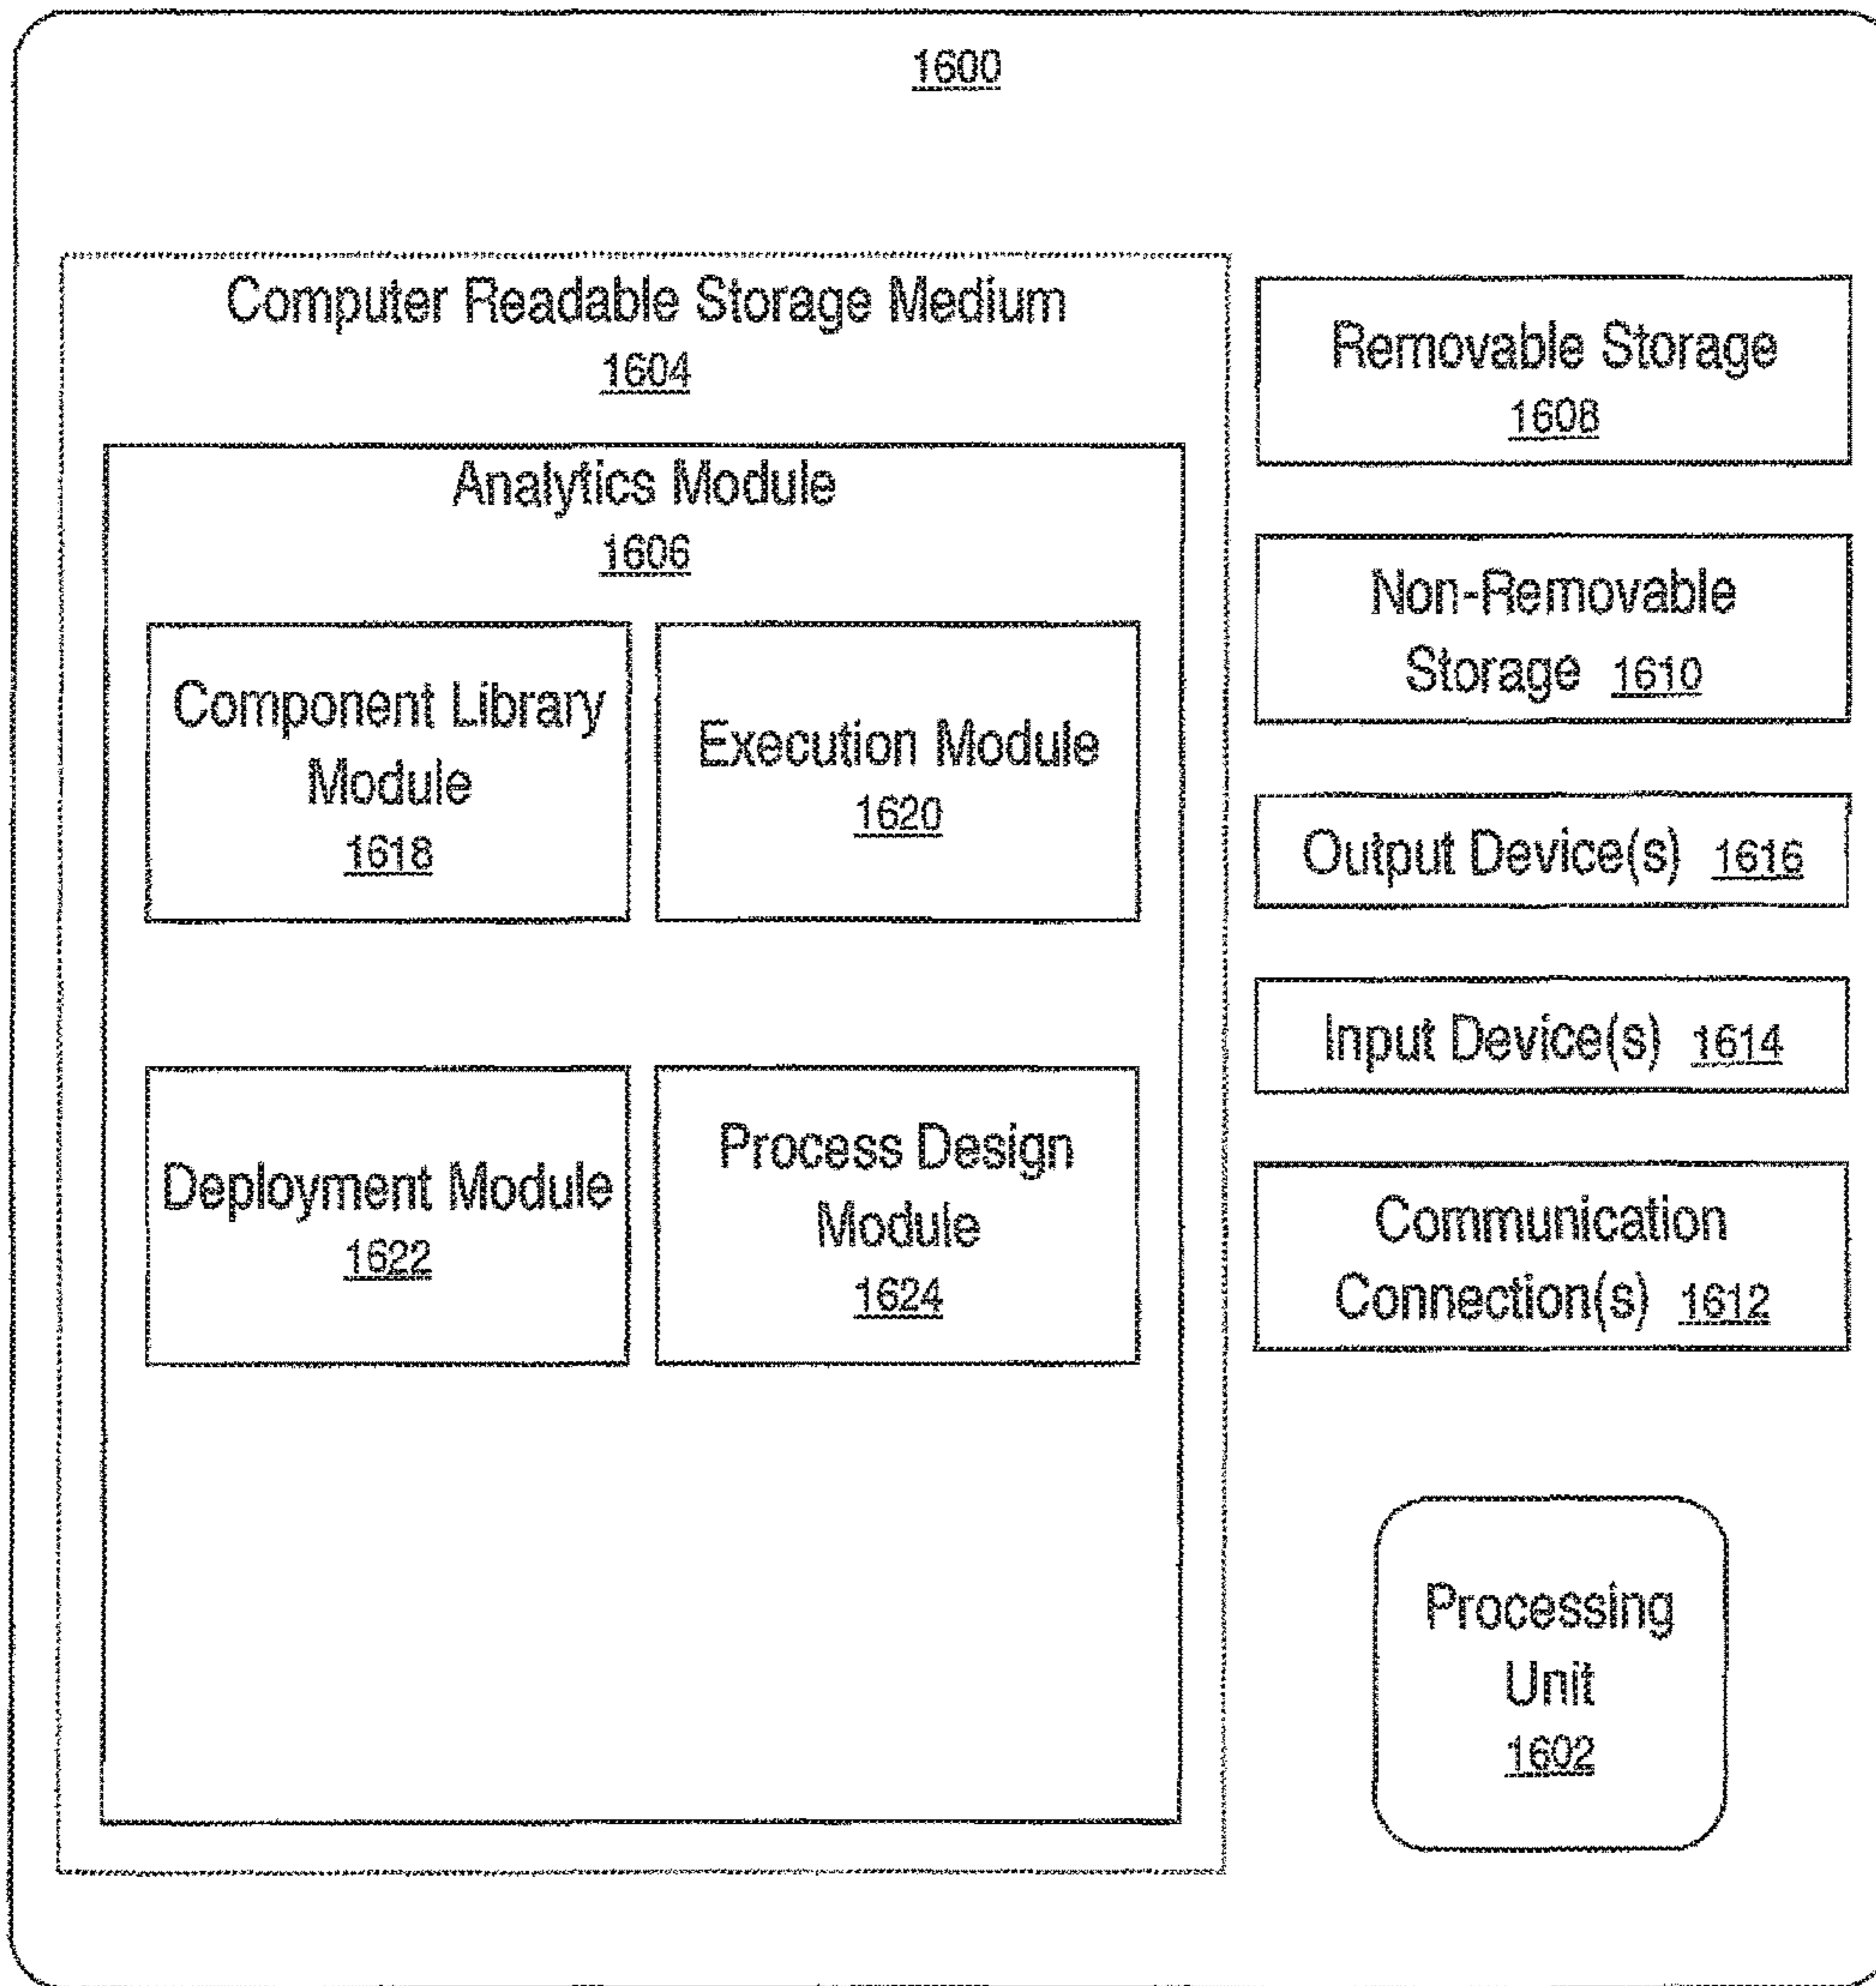 1600
Computer Readable Storage Medium
1604
Analytics Module
1606
Component Library
Module
1618
Execution Module
1620
Deployment Module
1622
Process Design
Module
1624
Removable Storage
1608
Non-Removable
Storage 1610
Output Device(s) 1616
Input Device(s) 1614
Communication
Connection(s) 1612
Processing
Unit
1602